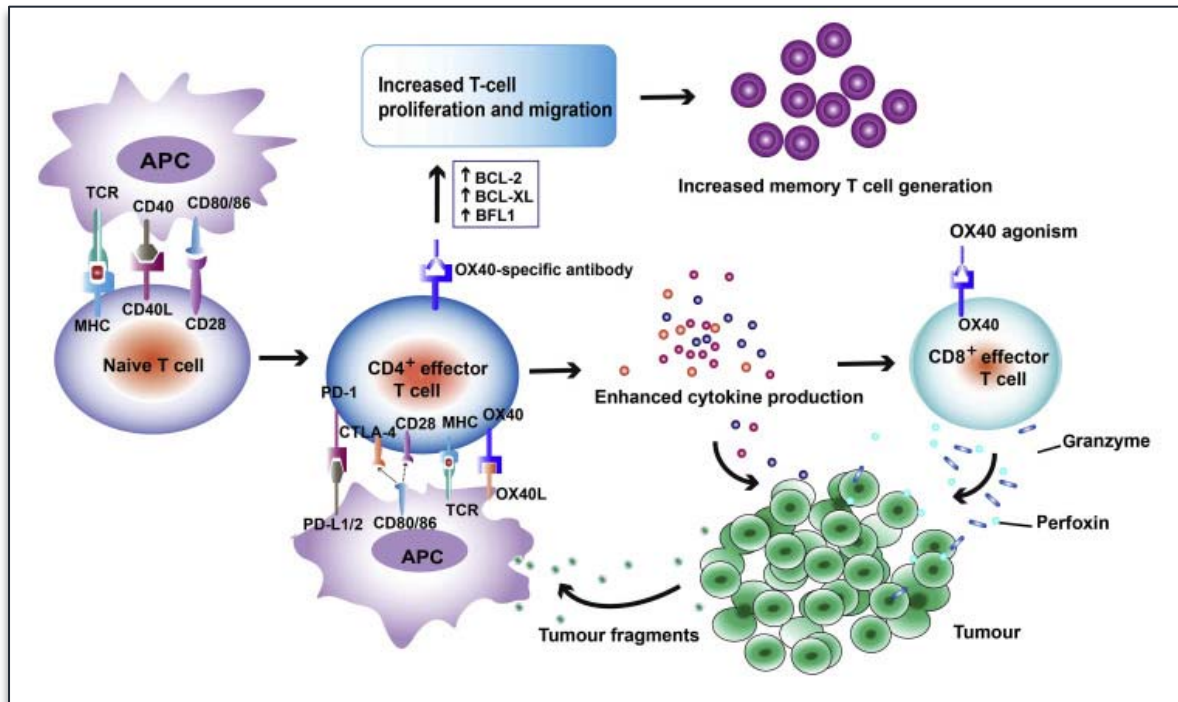 APC
TCR
CD40
CD80/86
MHC
CD40L
CD28
Naive T cell
Increased T-cell
proliferation and migration
↑ BCL-2
↑ BCL-XL
↑ BFL1
Increased memory T cell generation
OX40-specific antibody
CD4+ effector
T cell
PD-1
CTLA-4
CD28
MHC
OX40
PD-L1/2
CD80/86
TCR
OX40L
APC
Enhanced cytokine production
OX40 agonism
OX40
CD8+ effector
T cell
Granzyme
Perfoxin
Tumour fragments
Tumour